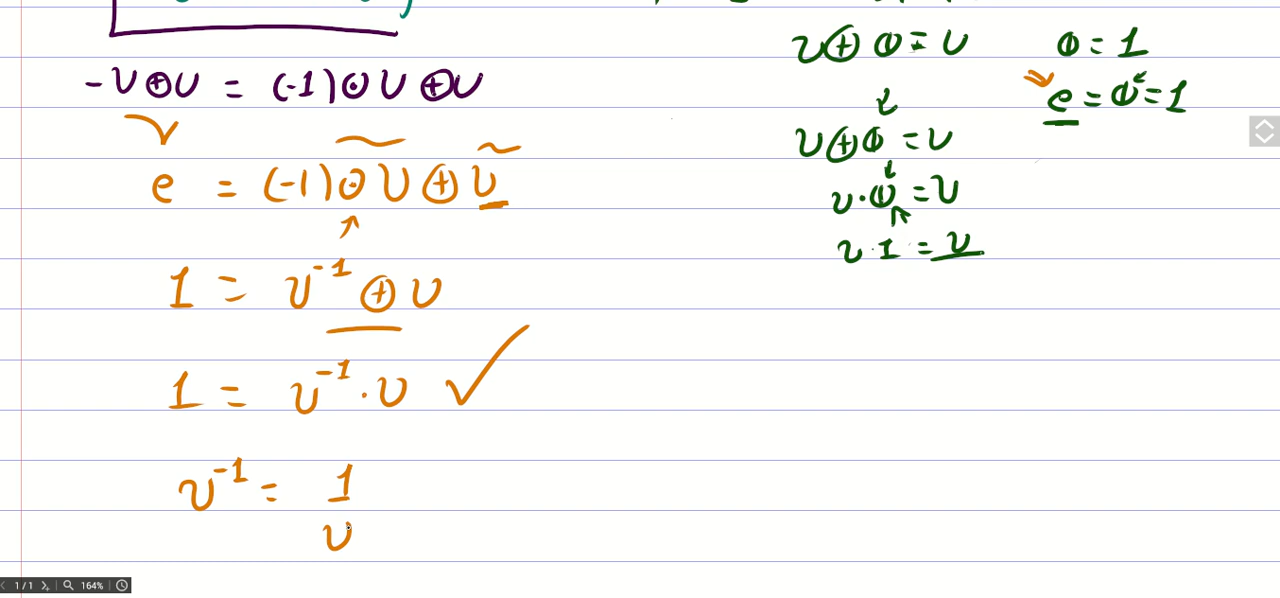 -v⊕v = (-1)⊙v⊕v
e = (-1)⊙v⊕v
1 = v⁻¹ ⊕ v
1 = v⁻¹ · v ✓
v⁻¹ = 1
v
v⊕𝟘 = v
v⊕𝟘 = v
v·𝟘 = v
v·1 = v
𝟘 = 1
e = 𝟘 = 1
1/1
164%